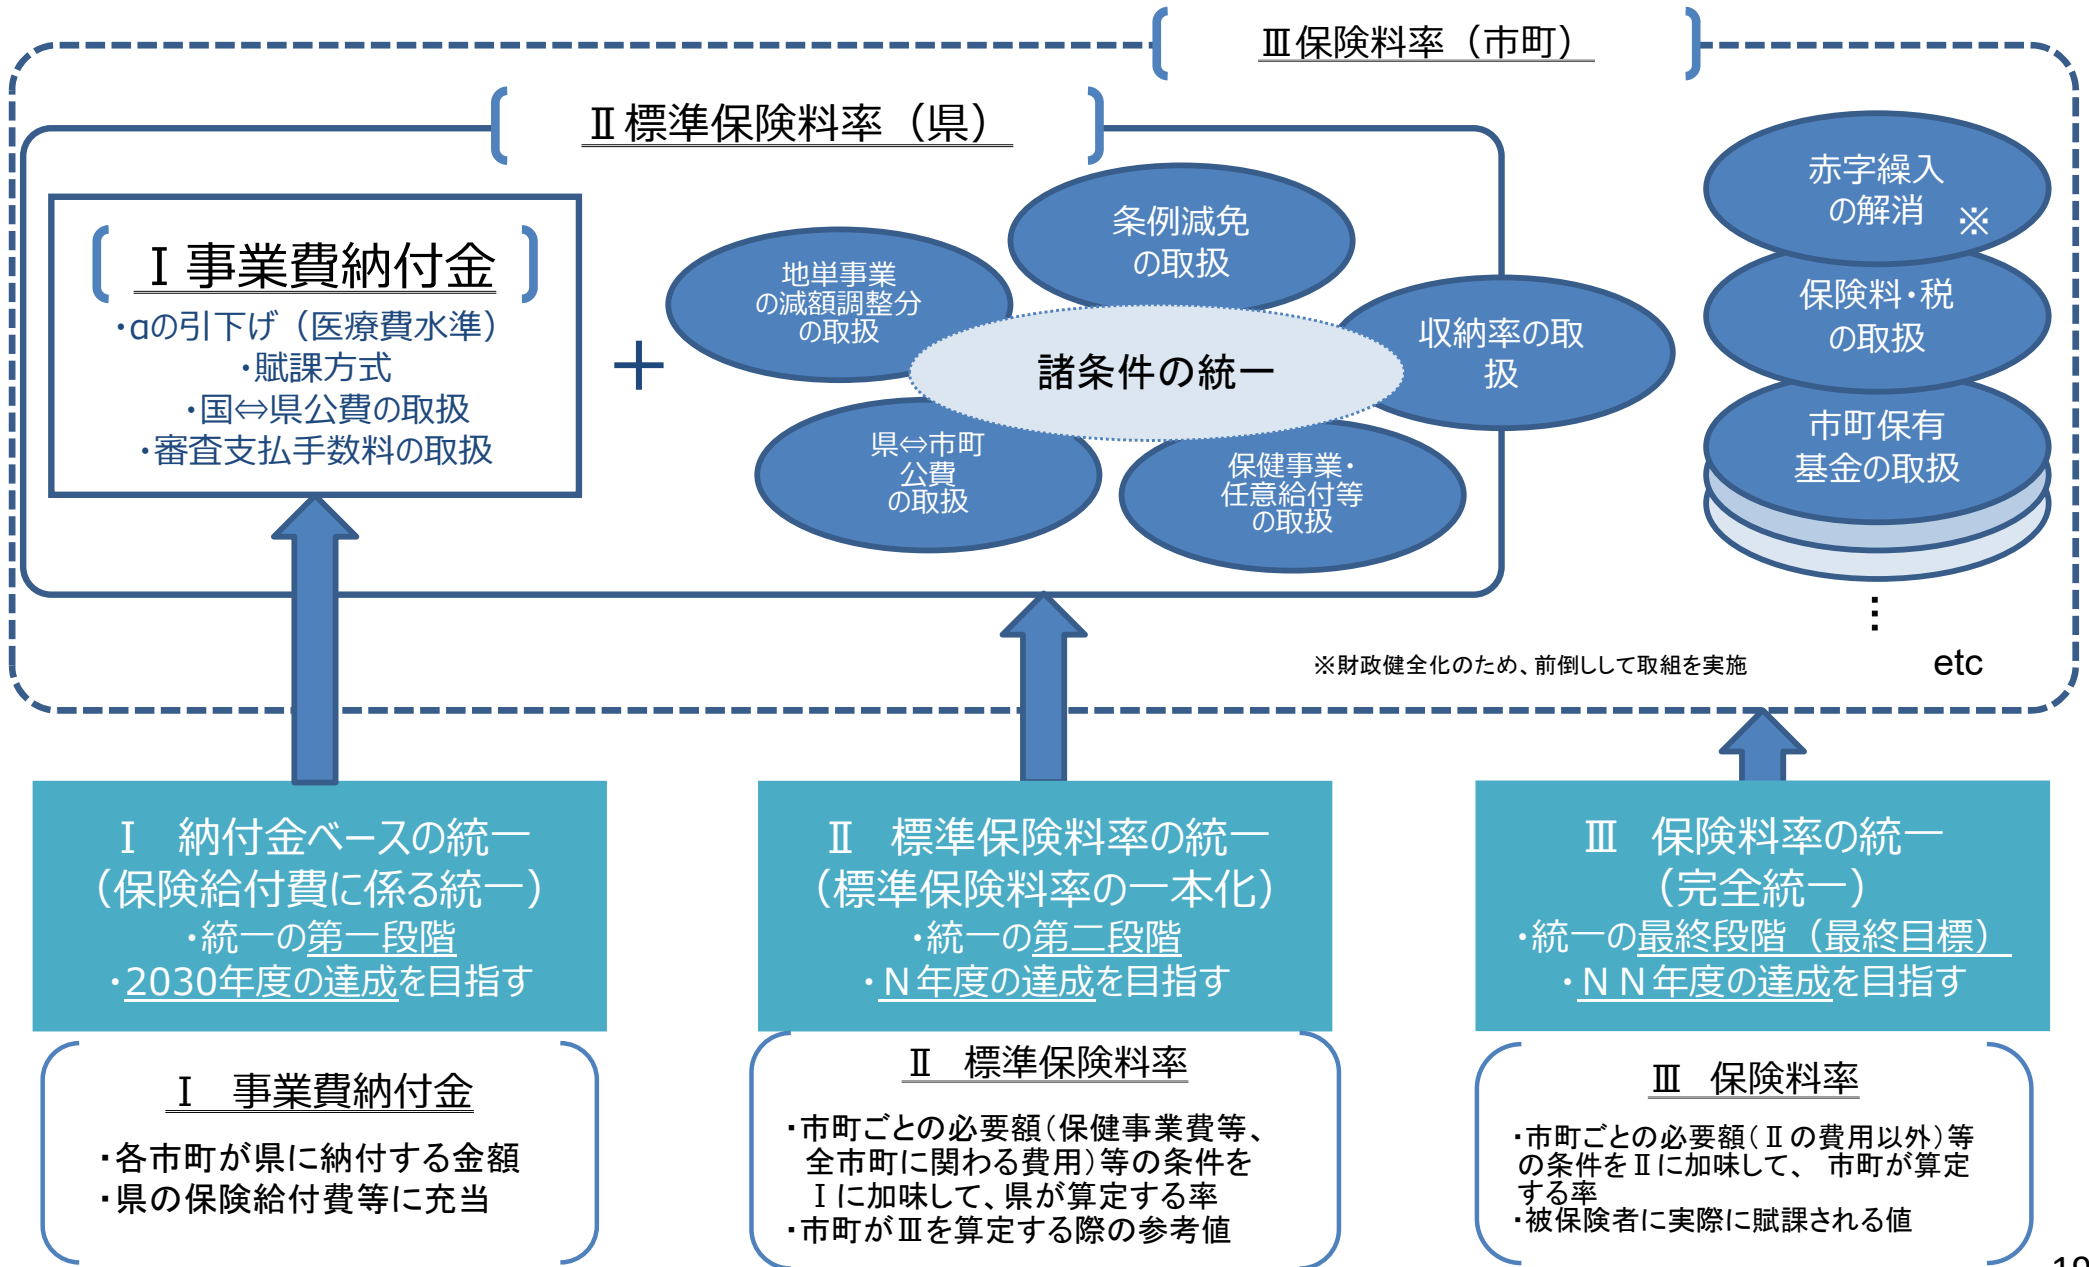 Ⅲ保険料率（市町）
Ⅱ標準保険料率（県）
Ⅰ事業費納付金
・αの引下げ（医療費水準）
・賦課方式
・国⇔県公費の取扱
・審査支払手数料の取扱
＋
地単事業
の減額調整分
の取扱
条例減免
の取扱
収納率の取
扱
諸条件の統一
県⇔市町
公費
の取扱
保健事業・
任意給付等
の取扱
赤字繰入
の解消 ※
保険料・税
の取扱
市町保有
基金の取扱
…
etc
※財政健全化のため、前倒しして取組を実施
Ⅰ 納付金ベースの統一
（保険給付費に係る統一）
・統一の第一段階
・2030年度の達成を目指す
Ⅱ 標準保険料率の統一
（標準保険料率の一本化）
・統一の第二段階
・Ｎ年度の達成を目指す
Ⅲ 保険料率の統一
（完全統一）
・統一の最終段階（最終目標）
・ＮＮ年度の達成を目指す
Ⅰ 事業費納付金
・各市町が県に納付する金額
・県の保険給付費等に充当
Ⅱ 標準保険料率
・市町ごとの必要額（保健事業費等、
全市町に関わる費用）等の条件を
Ⅰに加味して、県が算定する率
・市町がⅢを算定する際の参考値
Ⅲ 保険料率
・市町ごとの必要額（Ⅱの費用以外）等
の条件をⅡに加味して、 市町が算定
する率
・被保険者に実際に賦課される値